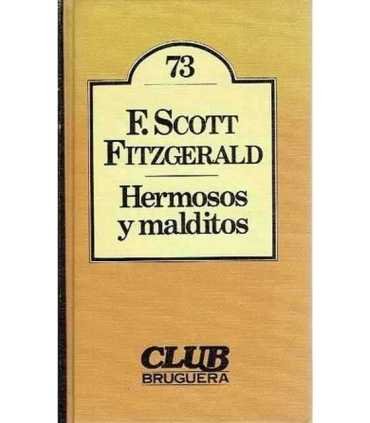 73
F. SCOTT
FITZGERALD
Hermosos
y malditos
CLUB
BRUGUERA